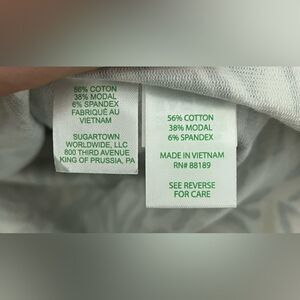 56% COTTON
38% MODAL
6% SPANDEX
FABRIQUÉ AU
VIETNAM
SUGARTOWN
WORLDWIDE, LLC
800 THIRD AVENUE
KING OF PRUSSIA, PA
56% COTTON
38% MODAL
6% SPANDEX
MADE IN VIETNAM
RN# 88189
SEE REVERSE
FOR CARE